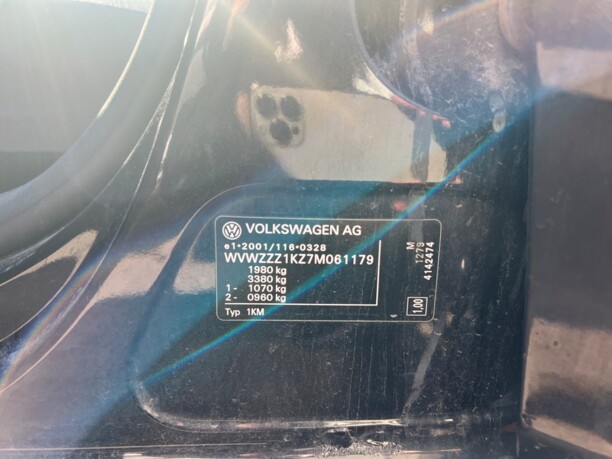 VOLKSWAGEN AG
e1*2001/116*0328
WVWZZZ1KZ7M061179
1980 kg
3380 kg
1 - 1070 kg
2 - 0960 kg
Typ 1KM
M
1279
4142474
1,00